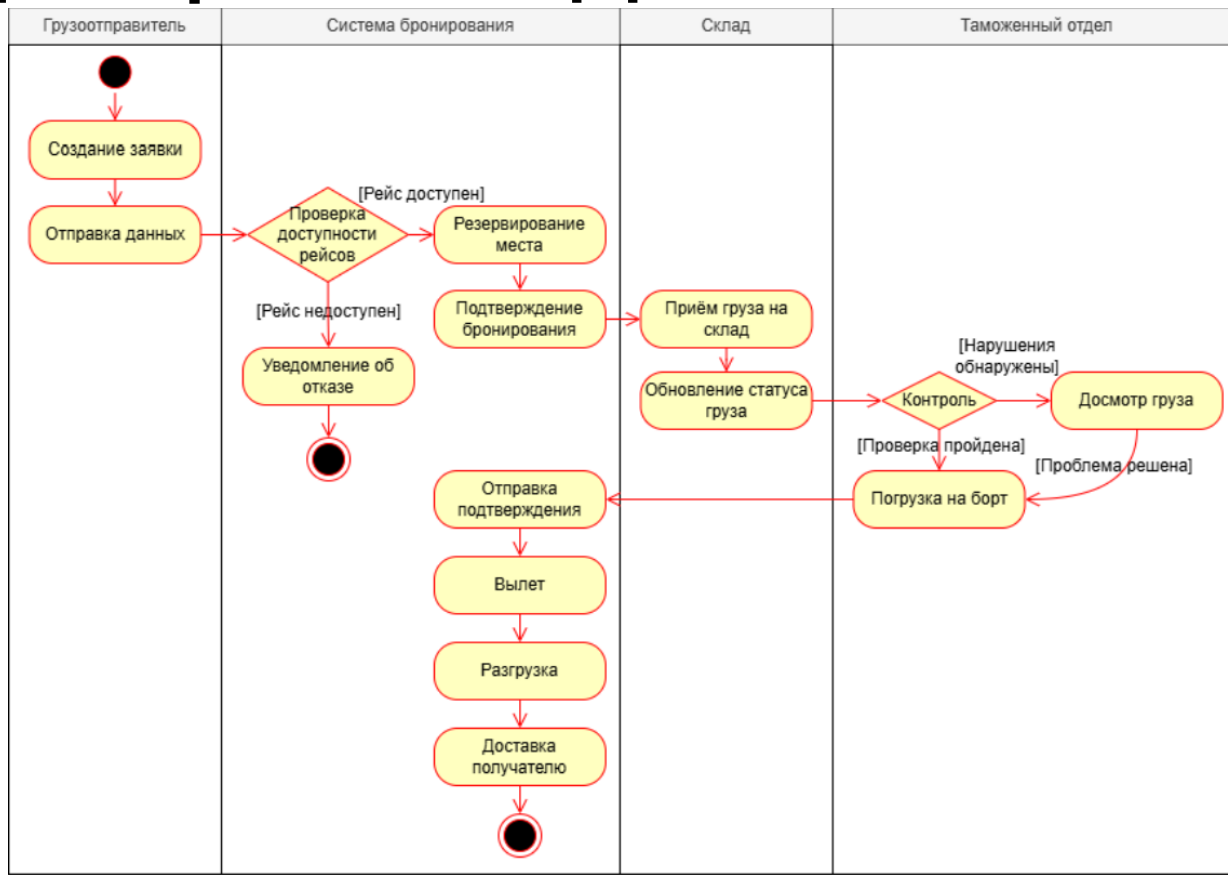 Грузоотправитель
Система бронирования
Склад
Таможенный отдел
Создание заявки
Отправка данных
Проверка
доступности
рейсов
[Рейс доступен]
Резервирование
места
[Рейс недоступен]
Подтверждение
бронирования
Уведомление об
отказе
Приём груза на
склад
Обновление статуса
груза
Контроль
[Нарушения
обнаружены]
Досмотр груза
[Проверка пройдена]
[Проблема решена]
Погрузка на борт
Отправка
подтверждения
Вылет
Разгрузка
Доставка
получателю